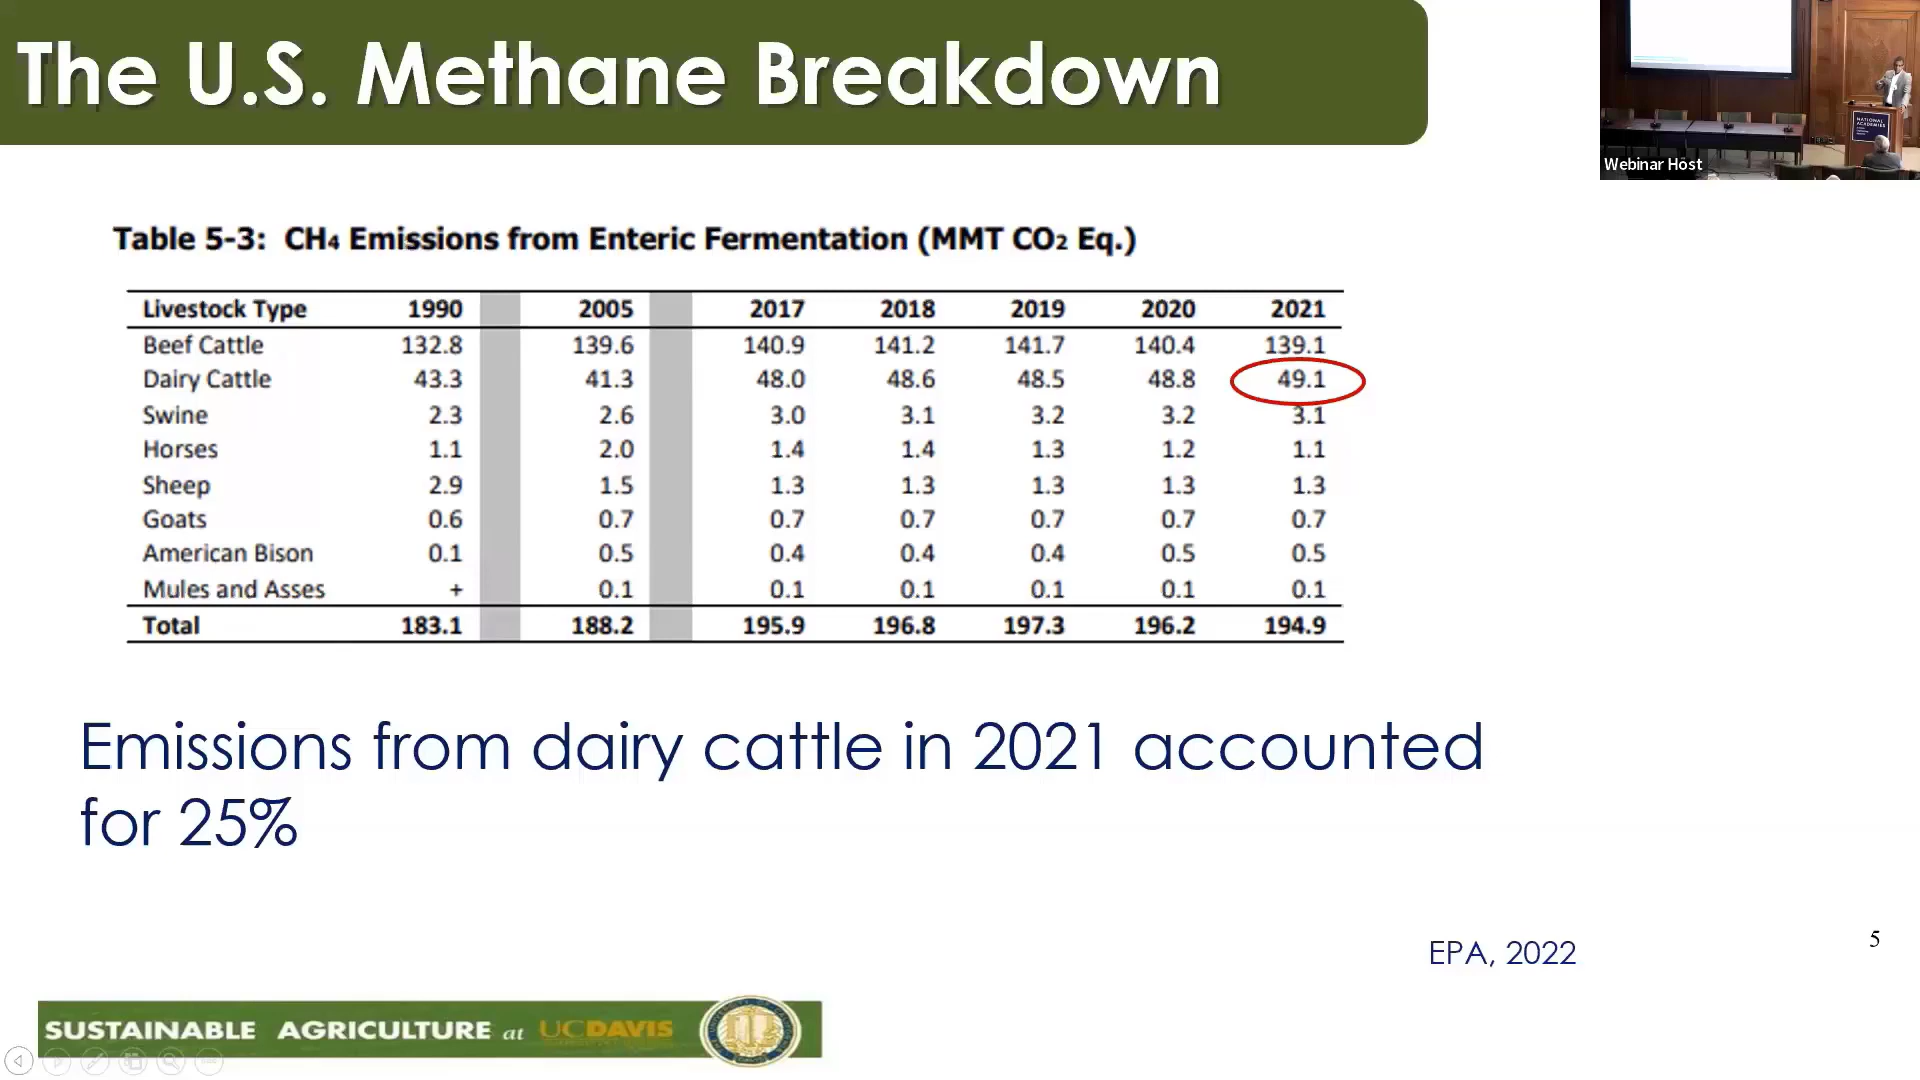 The U.S. Methane Breakdown
NATIONAL
ACADEMIES
Webinar Host
Table 5-3: CH4 Emissions from Enteric Fermentation (MMT CO2 Eq.)
Livestock Type 1990 2005 2017 2018 2019 2020 2021
Beef Cattle 132.8 139.6 140.9 141.2 141.7 140.4 139.1
Dairy Cattle 43.3 41.3 48.0 48.6 48.5 48.8 49.1
Swine 2.3 2.6 3.0 3.1 3.2 3.2 3.1
Horses 1.1 2.0 1.4 1.4 1.3 1.2 1.1
Sheep 2.9 1.5 1.3 1.3 1.3 1.3 1.3
Goats 0.6 0.7 0.7 0.7 0.7 0.7 0.7
American Bison 0.1 0.5 0.4 0.4 0.4 0.5 0.5
Mules and Asses + 0.1 0.1 0.1 0.1 0.1 0.1
Total 183.1 188.2 195.9 196.8 197.3 196.2 194.9
Emissions from dairy cattle in 2021 accounted
for 25%
EPA, 2022
5
SUSTAINABLE AGRICULTURE at UCDAVIS